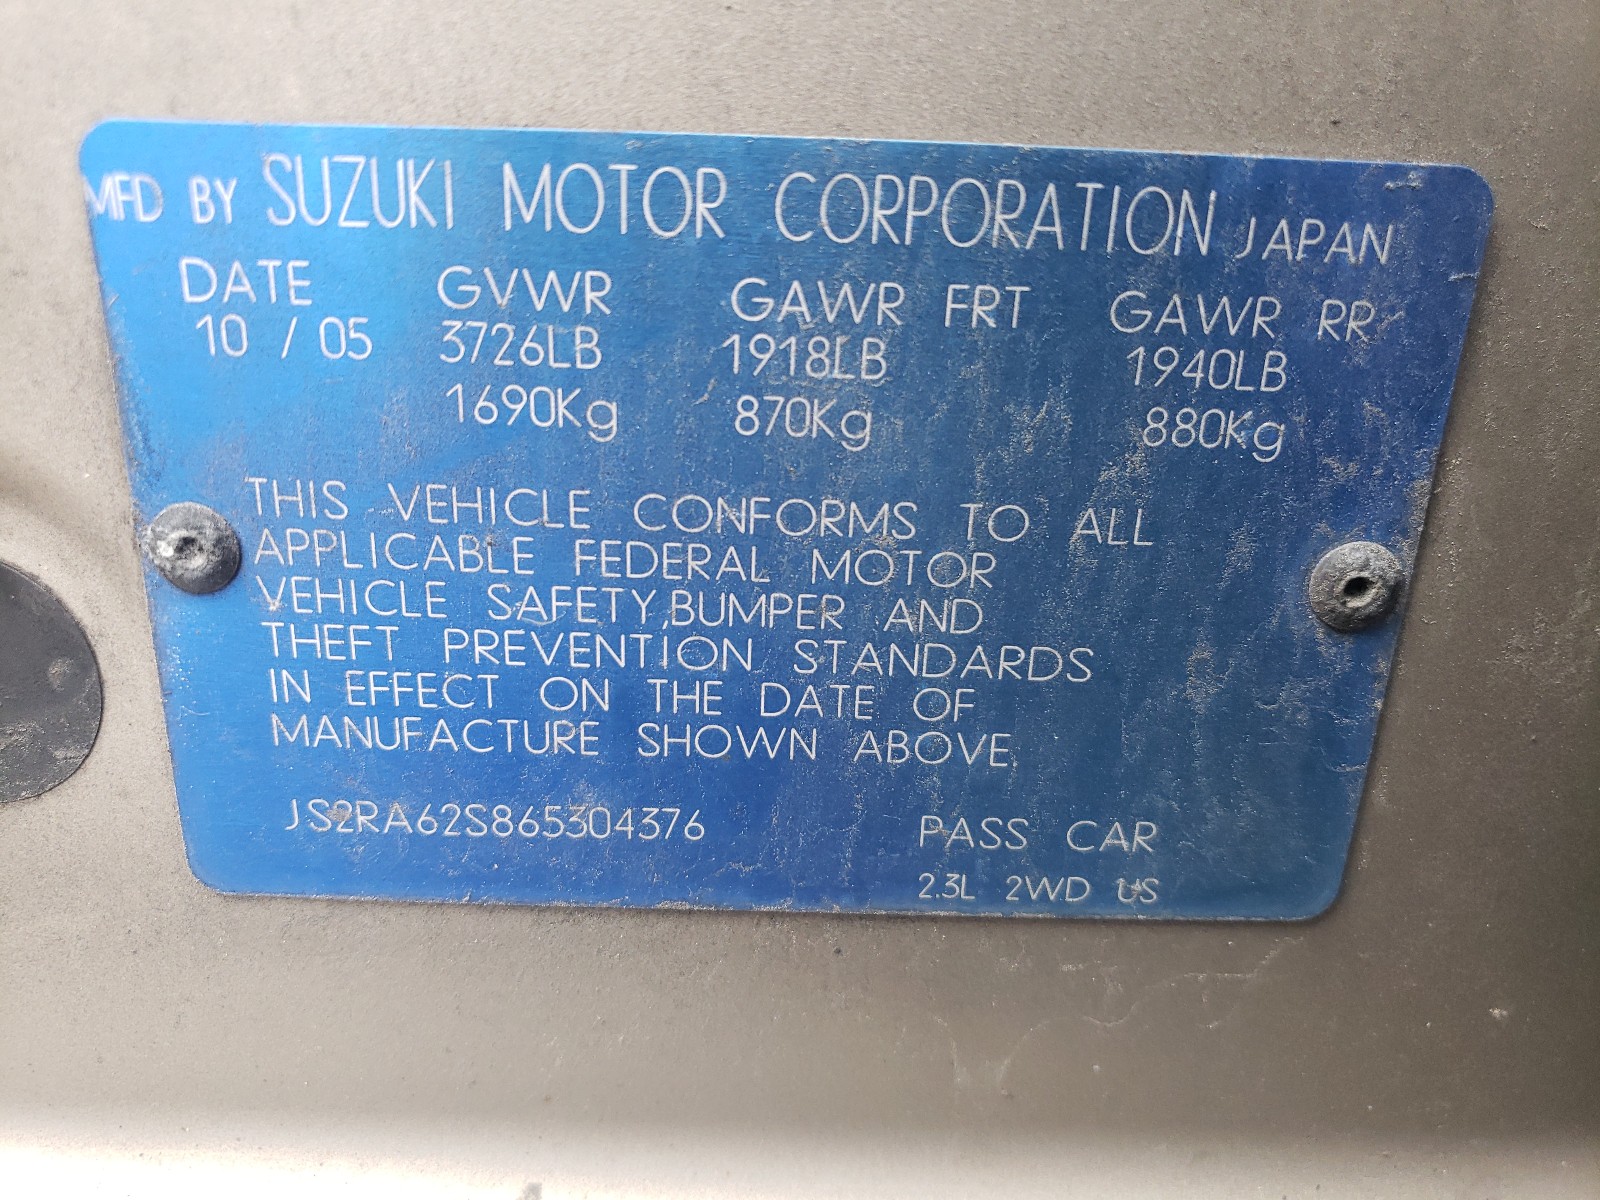 MFD BY SUZUKI MOTOR CORPORATION JAPAN
DATE GVWR GAWR FRT GAWR RR
10 / 05 3726LB 1918LB 1940LB
1690Kg 870Kg 880Kg
THIS VEHICLE CONFORMS TO ALL
APPLICABLE FEDERAL MOTOR
VEHICLE SAFETY,BUMPER AND
THEFT PREVENTION STANDARDS
IN EFFECT ON THE DATE OF
MANUFACTURE SHOWN ABOVE.
JS2RA62S865304376 PASS CAR
2.3L 2WD US